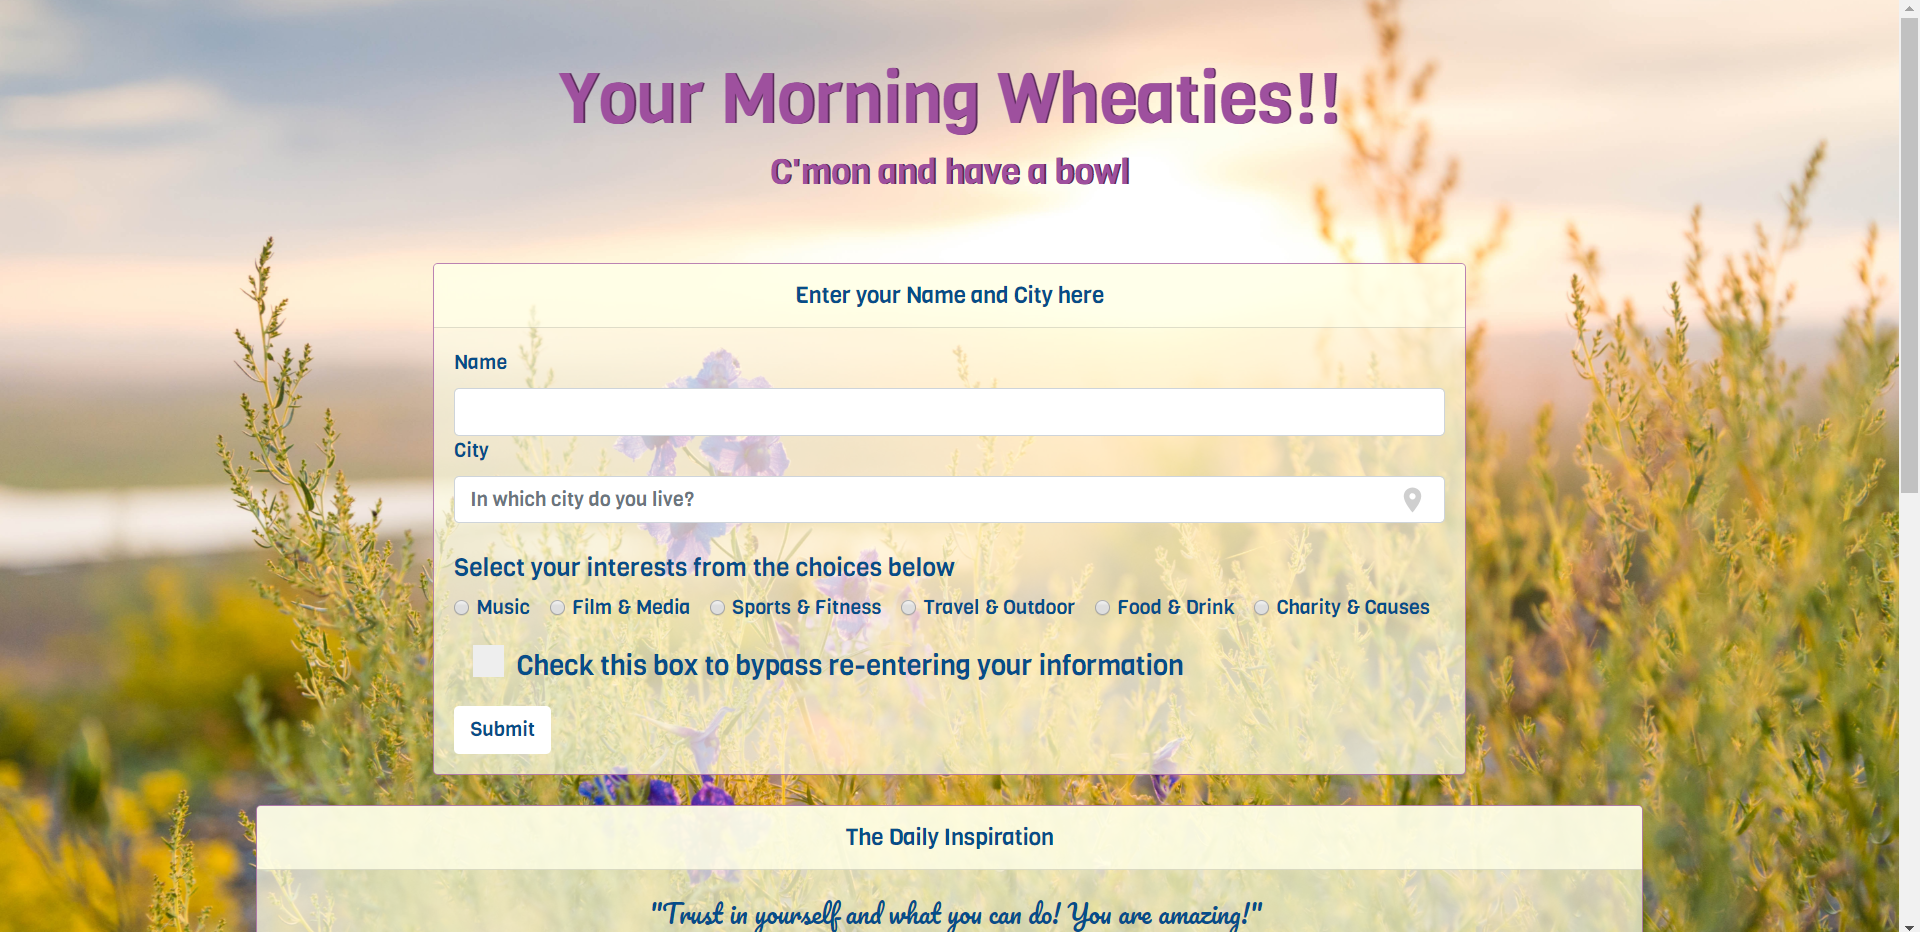 Your Morning Wheaties!!
C'mon and have a bowl
Enter your Name and City here
Name
City
In which city do you live?
Select your interests from the choices below
Music Film & Media Sports & Fitness Travel & Outdoor Food & Drink Charity & Causes
Check this box to bypass re-entering your information
Submit
The Daily Inspiration
"Trust in yourself and what you can do! You are amazing!"